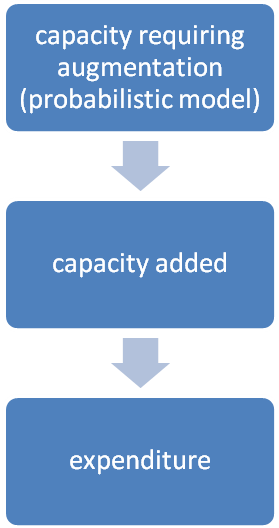 capacity requiring
augmentation
(probabilistic model)
capacity added
expenditure